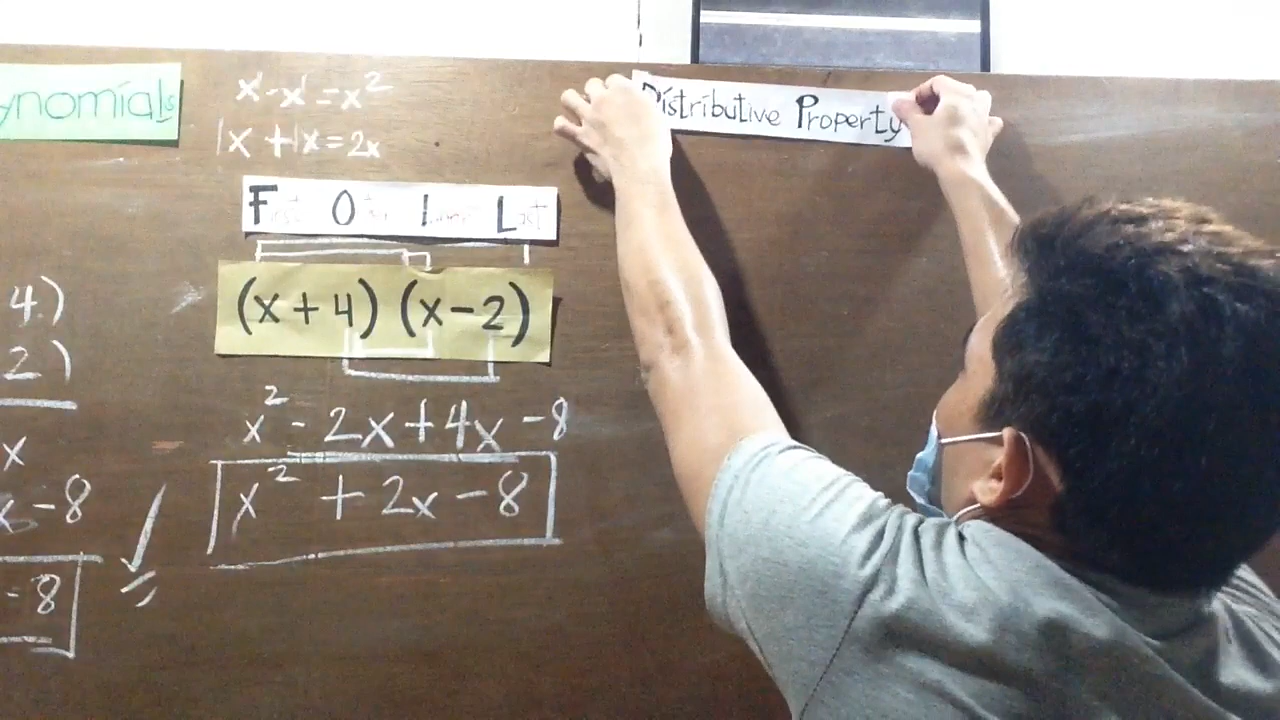 ynomials
x¹·x¹=x²
1x+1x=2x
Distributive Property
First Outer Inner Last
(x+4)(x-2)
x²-2x+4x-8
x²+2x-8
4)
2)
x
x-8
-8